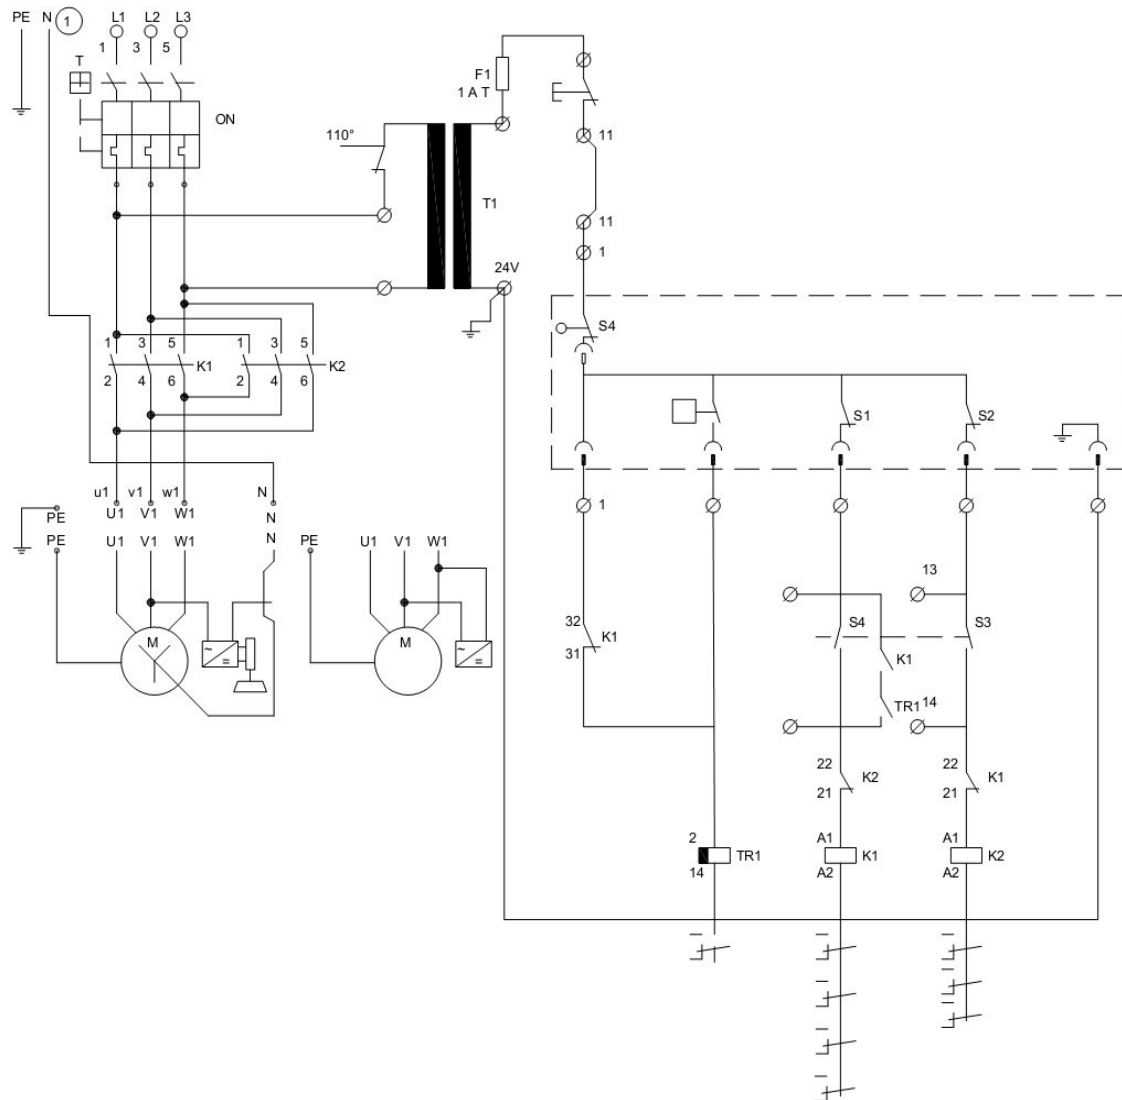 PE N 1 L1 L2 L3
1 3 5
T
ON
F1
1 A T
11
110°
T1
11
1
24V
S4
1 3 5 1 3 5
K1 K2
2 4 6 2 4 6
S1 S2
u1 v1 w1 N
1
PE U1 V1 W1 N
PE U1 V1 W1 N PE U1 V1 W1
13
32 S4 S3
K1
31 K1
M M
~ ~
= =
TR1 14
22 K2 22 K1
21 21
2 A1 A1
TR1 K1 K2
14 A2 A2